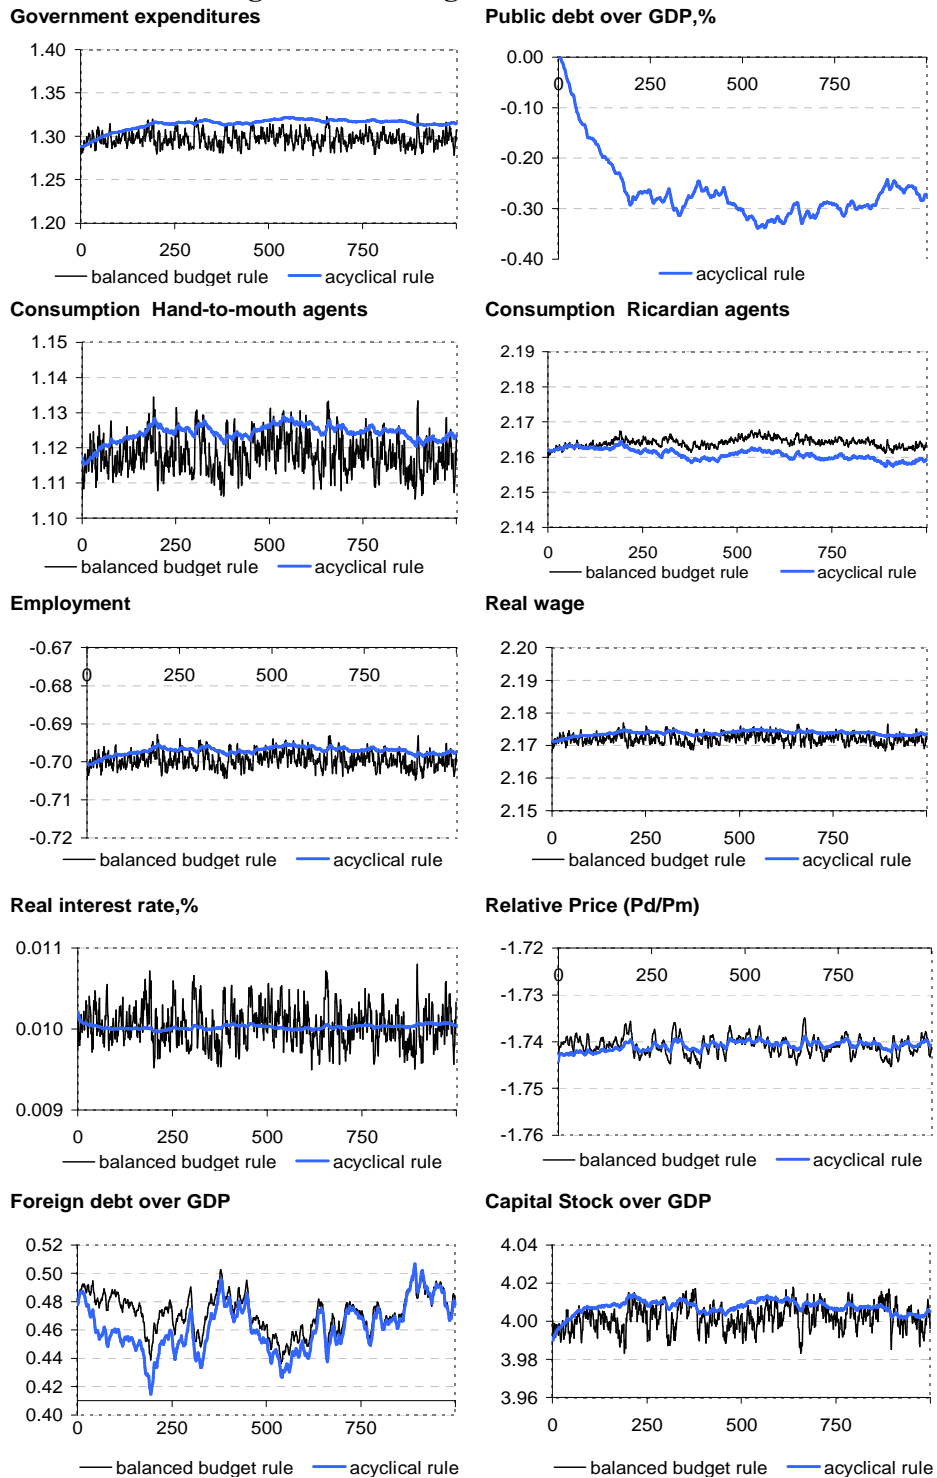 Government expenditures
1.40
1.35
1.30
1.25
1.20
0 250 500 750
balanced budget rule acyclical rule
Public debt over GDP,%
0.00
0 250 500 750
-0.10
-0.20
-0.30
-0.40
acyclical rule
Consumption Hand-to-mouth agents
1.15
1.14
1.13
1.12
1.11
1.10
0 250 500 750
balanced budget rule acyclical rule
Consumption Ricardian agents
2.19
2.18
2.17
2.16
2.15
2.14
0 250 500 750
balanced budget rule acyclical rule
Employment
-0.67
0 250 500 750
-0.68
-0.69
-0.70
-0.71
-0.72
balanced budget rule acyclical rule
Real wage
2.20
2.19
2.18
2.17
2.16
2.15
0 250 500 750
balanced budget rule acyclical rule
Real interest rate,%
0.011
0.010
0.009
0 250 500 750
balanced budget rule acyclical rule
Relative Price (Pd/Pm)
-1.72
0 250 500 750
-1.73
-1.74
-1.75
-1.76
balanced budget rule acyclical rule
Foreign debt over GDP
0.52
0.50
0.48
0.46
0.44
0.42
0.40
0 250 500 750
balanced budget rule acyclical rule
Capital Stock over GDP
4.04
4.02
4.00
3.98
3.96
0 250 500 750
balanced budget rule acyclical rule